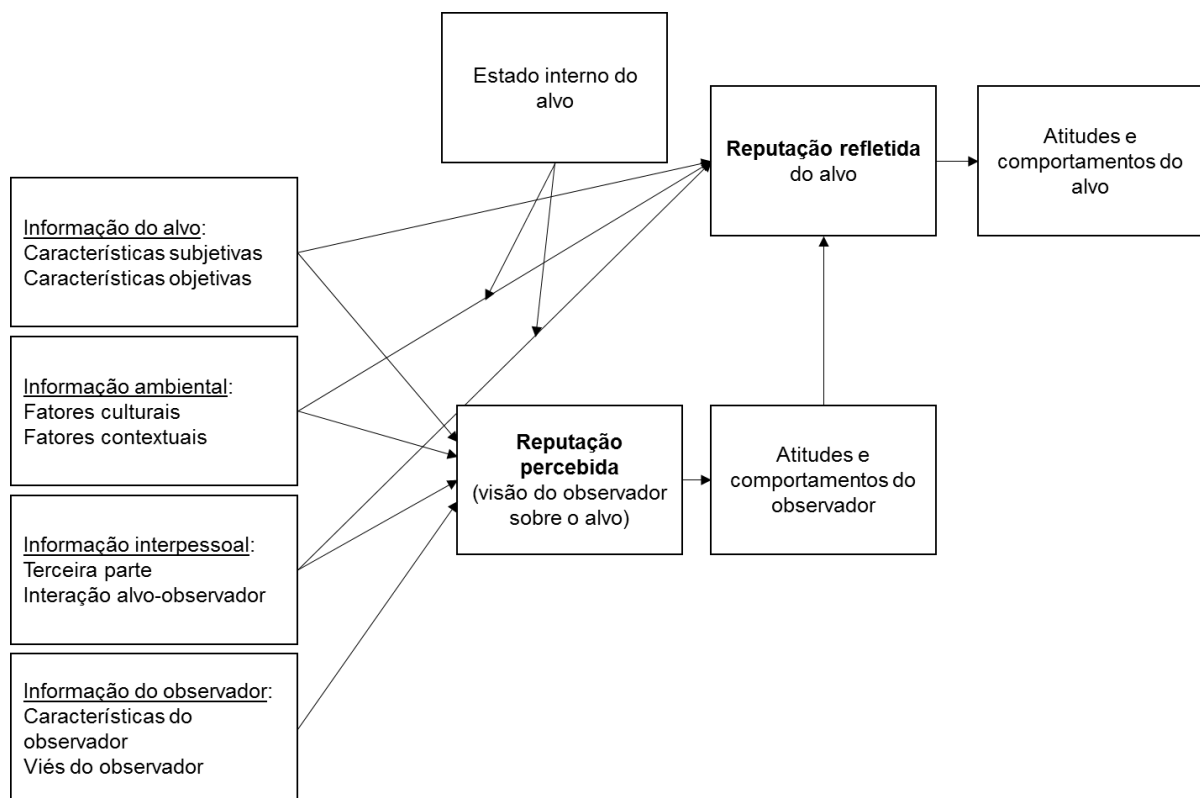 Estado interno do
alvo
Reputação refletida
do alvo
Atitudes e
comportamentos do
alvo
Informação do alvo:
Características subjetivas
Características objetivas
Informação ambiental:
Fatores culturais
Fatores contextuais
Reputação
percebida
(visão do observador
sobre o alvo)
Atitudes e
comportamentos do
observador
Informação interpessoal:
Terceira parte
Interação alvo-observador
Informação do observador:
Características do
observador
Viés do observador